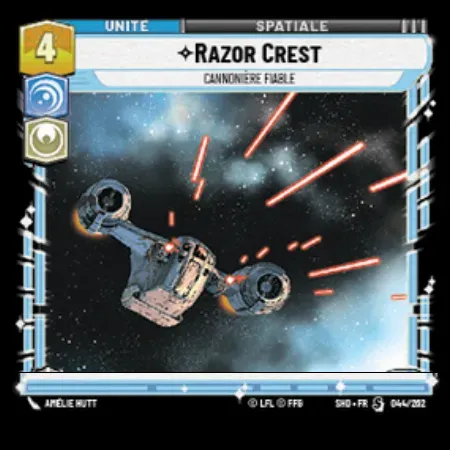 UNITÉ
SPATIALE
4
RAZOR CREST
CANNONIÈRE FIABLE
AMÉLIE HUTT
© LFL © FFG
SHD • FR
044/262